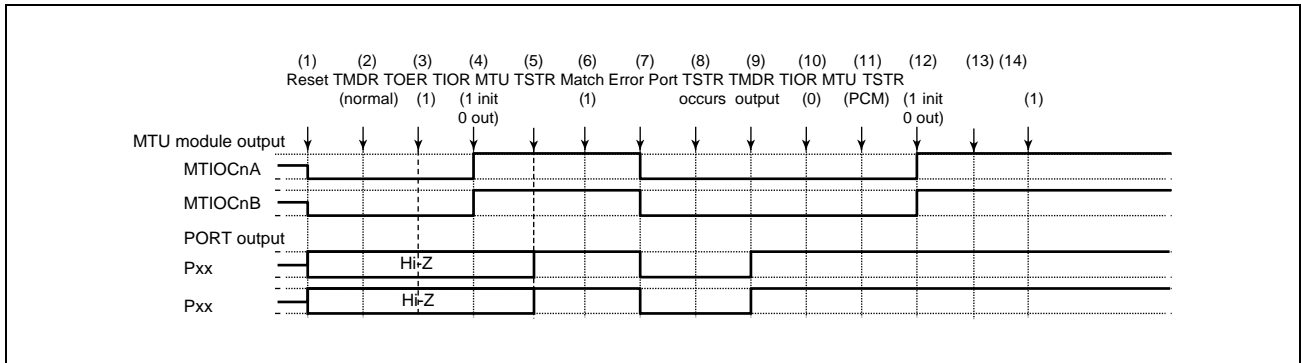 (1) (2) (3) (4) (5) (6) (7) (8) (9) (10) (11) (12) (13) (14)
Reset TMDR TOER TIOR MTU TSTR Match Error Port TSTR TMDR TIOR MTU TSTR
(normal) (1) (1 init (1) occurs output (0) (PCM) (1 init (1)
0 out) 0 out)
MTU module output
MTIOCnA
MTIOCnB
PORT output
Pxx Hi-Z
Pxx Hi-Z